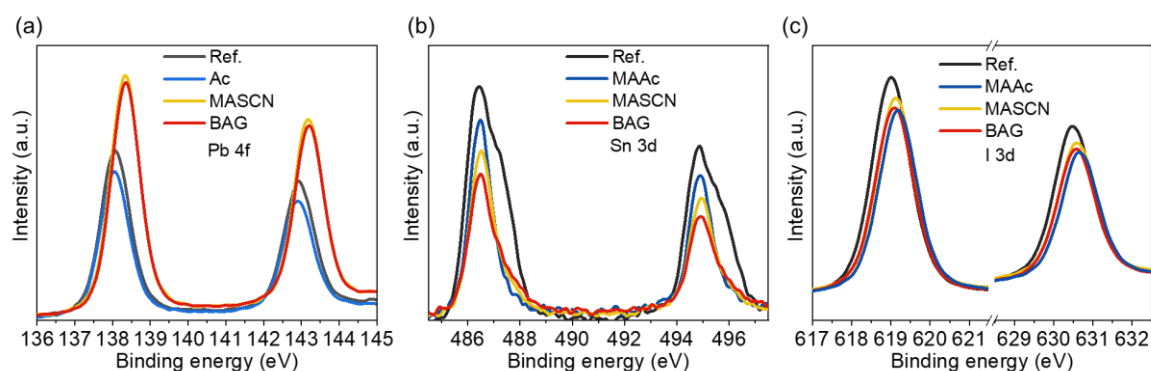 (a)
Intensity (a.u.)
Ref.
Ac
MASCN
BAG
Pb 4f
136 137 138 139 140 141 142 143 144 145
Binding energy (eV)
(b)
Intensity (a.u.)
Ref.
MAAc
MASCN
BAG
Sn 3d
486 488 490 492 494 496
Binding energy (eV)
(c)
Intensity (a.u.)
Ref.
MAAc
MASCN
BAG
I 3d
617 618 619 620 621 629 630 631 632
Binding energy (eV)